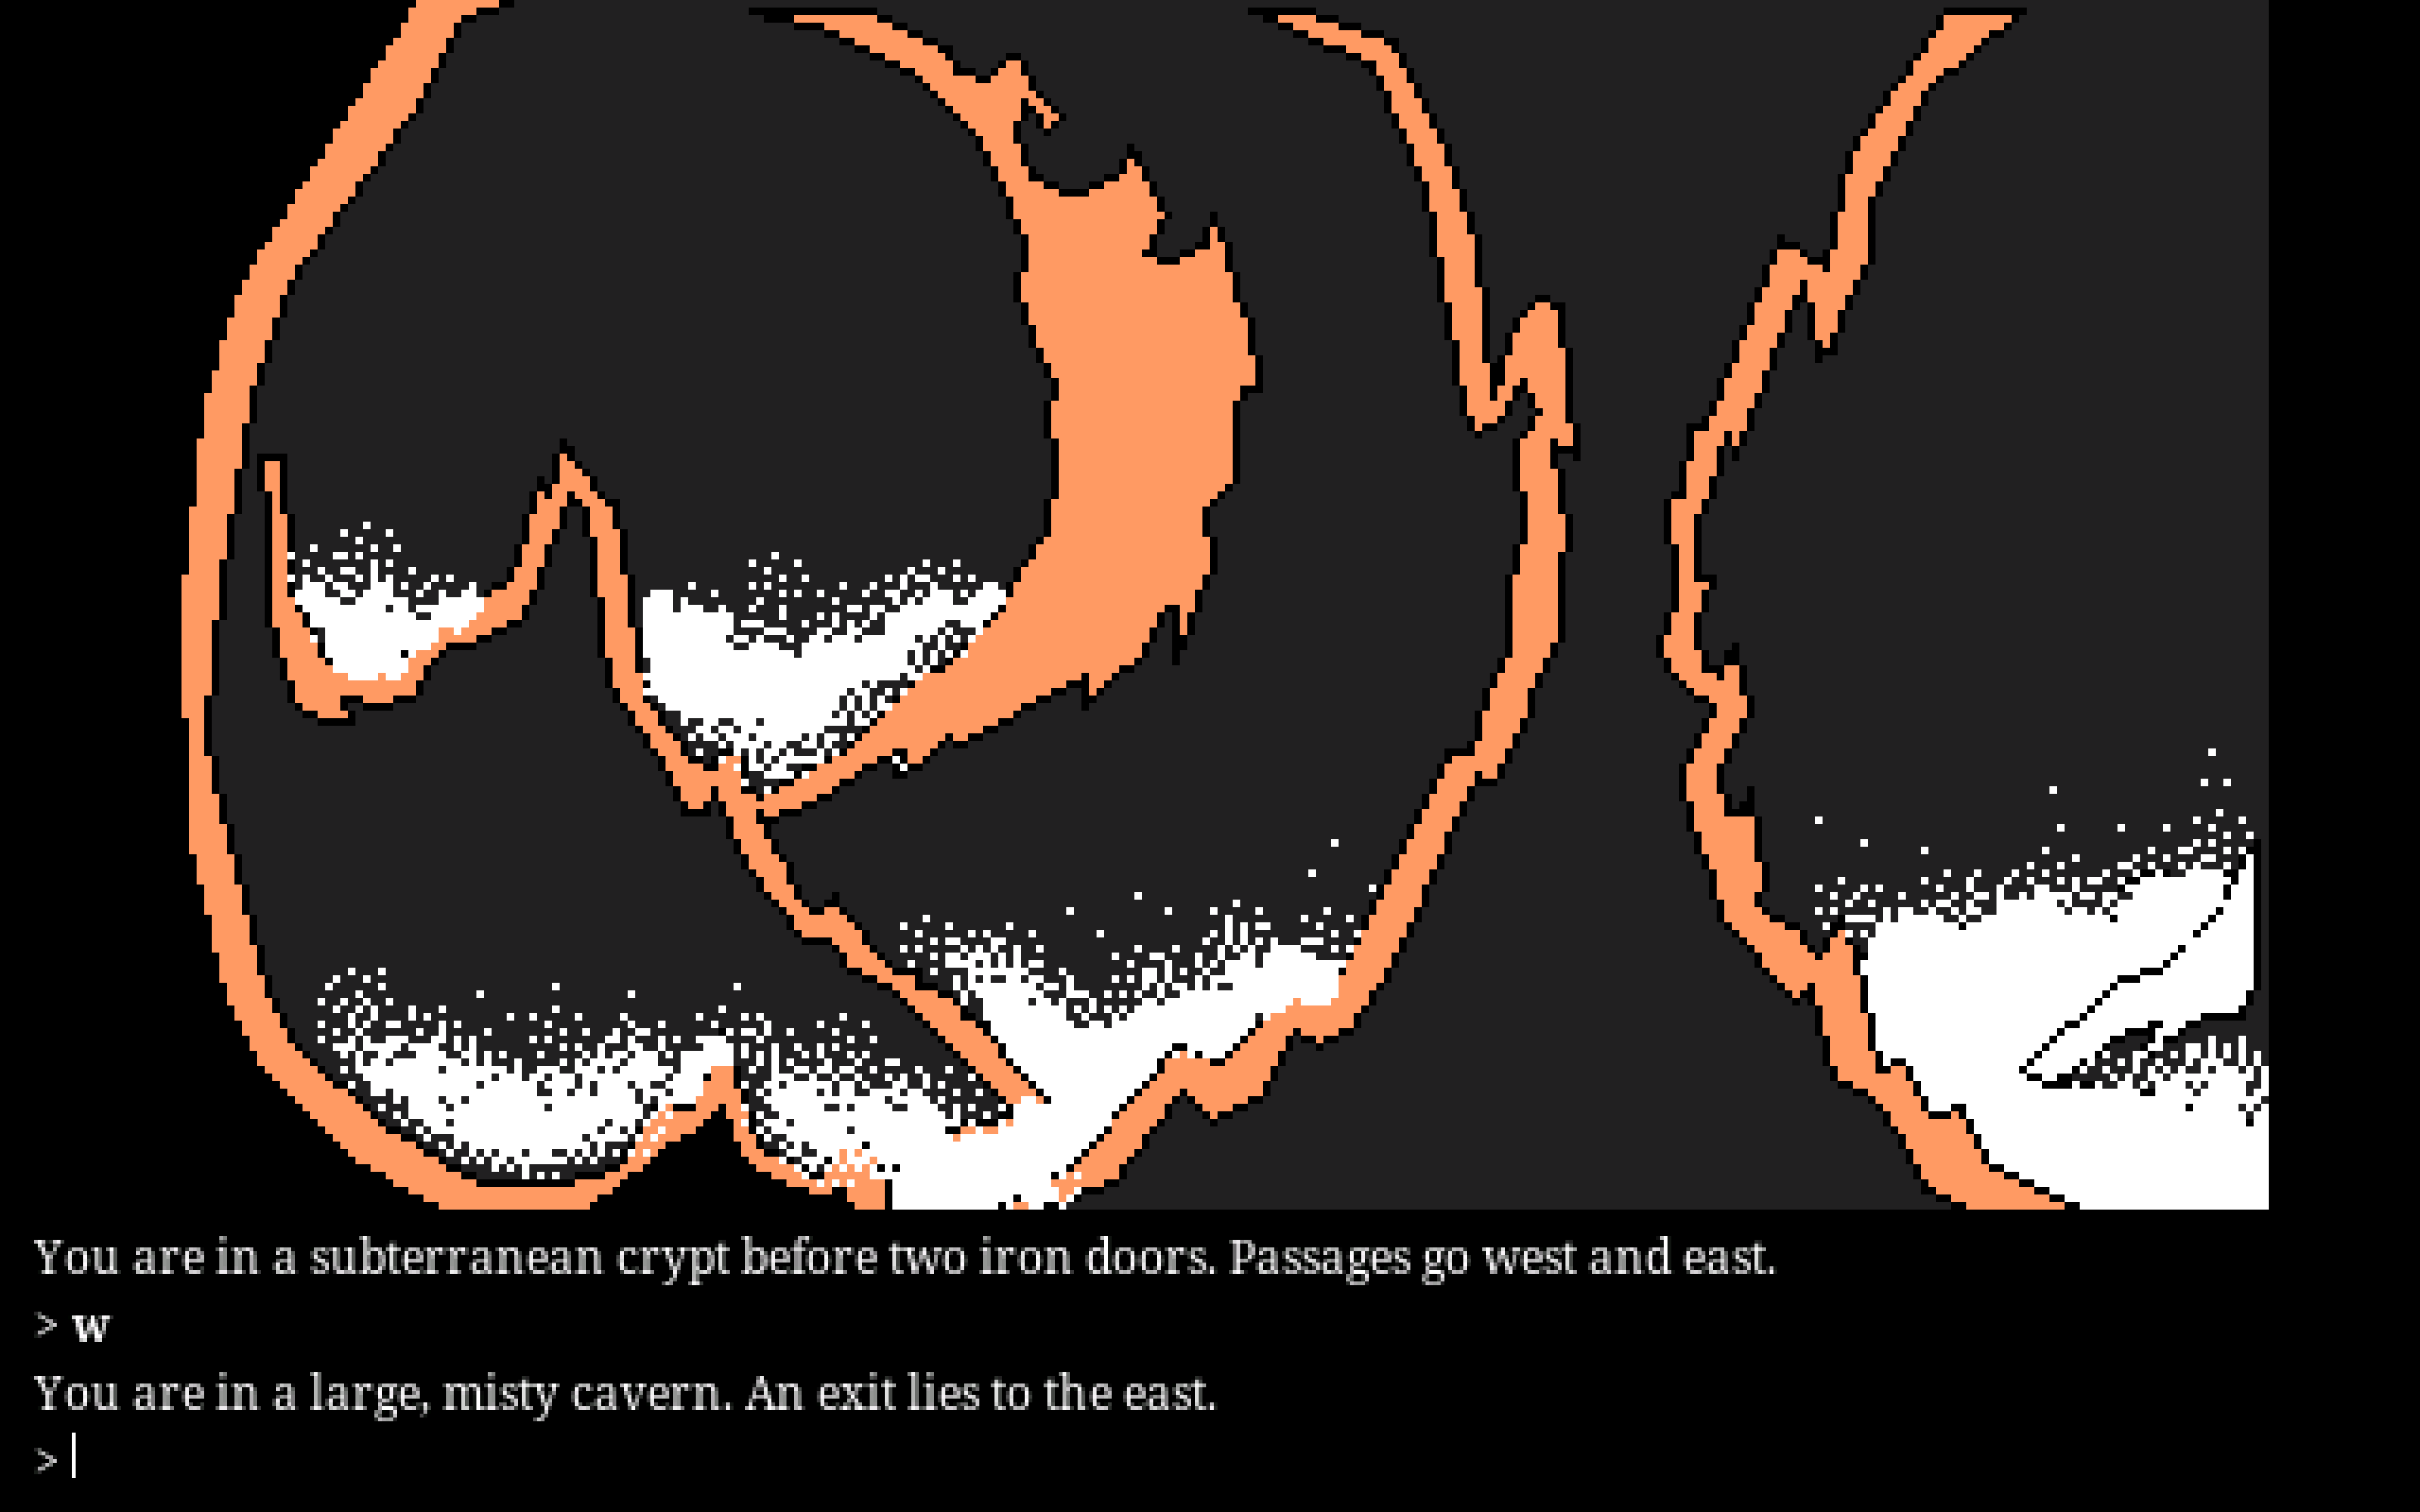 You are in a subterranean crypt before two iron doors. Passages go west and east.
> w
You are in a large, misty cavern. An exit lies to the east.
>